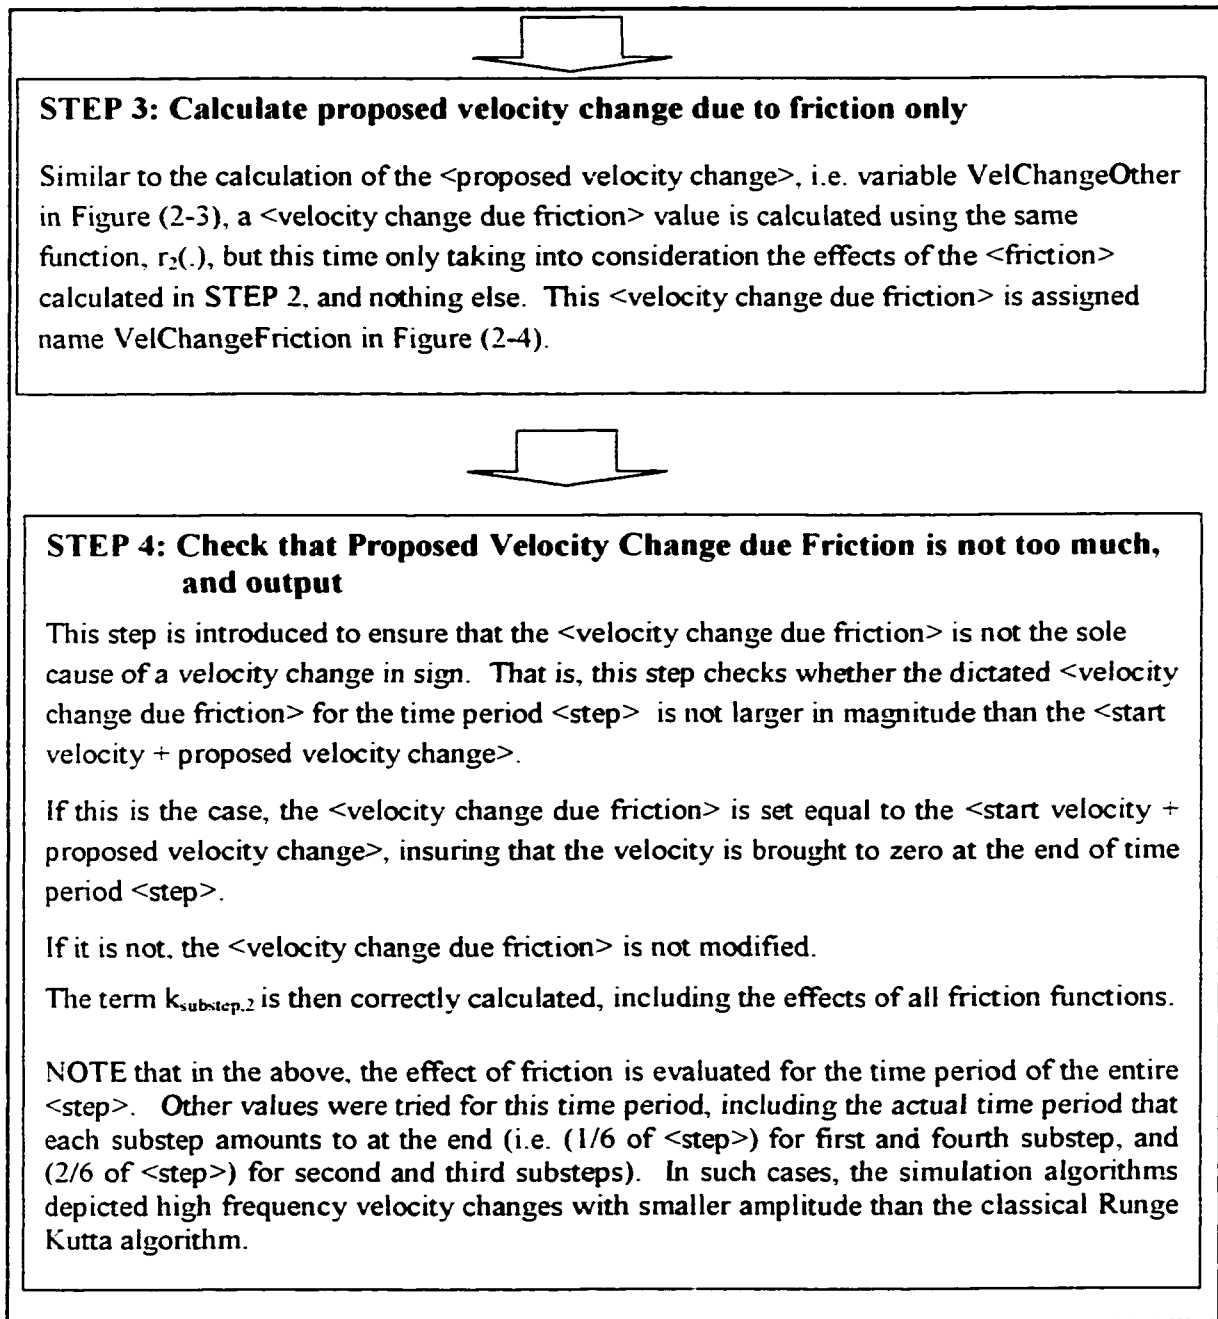 STEP 3: Calculate proposed velocity change due to friction only
Similar to the calculation of the <proposed velocity change>, i.e. variable VelChangeOther
in Figure (2-3), a <velocity change due friction> value is calculated using the same
function, r₂(.), but this time only taking into consideration the effects of the <friction>
calculated in STEP 2, and nothing else. This <velocity change due friction> is assigned
name VelChangeFriction in Figure (2-4).
STEP 4: Check that Proposed Velocity Change due Friction is not too much,
and output
This step is introduced to ensure that the <velocity change due friction> is not the sole
cause of a velocity change in sign. That is, this step checks whether the dictated <velocity
change due friction> for the time period <step> is not larger in magnitude than the <start
velocity + proposed velocity change>.
If this is the case, the <velocity change due friction> is set equal to the <start velocity +
proposed velocity change>, insuring that the velocity is brought to zero at the end of time
period <step>.
If it is not, the <velocity change due friction> is not modified.
The term k_substep,2 is then correctly calculated, including the effects of all friction functions.
NOTE that in the above, the effect of friction is evaluated for the time period of the entire
<step>. Other values were tried for this time period, including the actual time period that
each substep amounts to at the end (i.e. (1/6 of <step>) for first and fourth substep, and
(2/6 of <step>) for second and third substeps). In such cases, the simulation algorithms
depicted high frequency velocity changes with smaller amplitude than the classical Runge
Kutta algorithm.